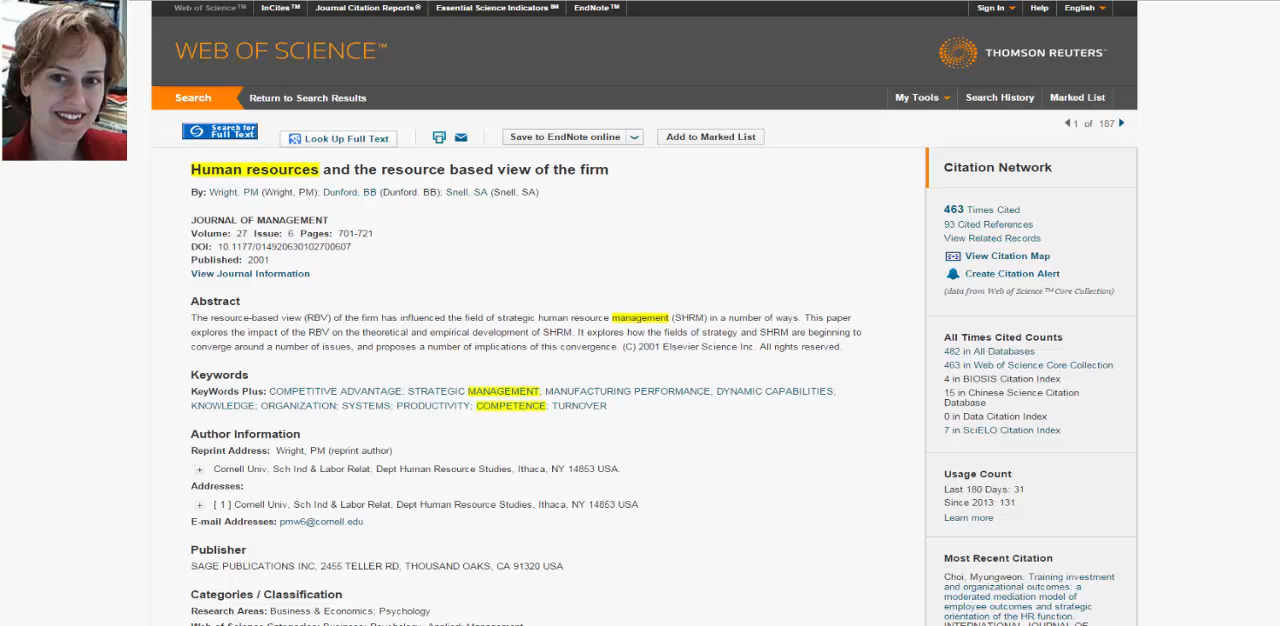 Web of Science™ InCites™ Journal Citation Reports® Essential Science Indicators℠ EndNote™ Sign In Help English
WEB OF SCIENCE™
THOMSON REUTERS™
Search Return to Search Results My Tools Search History Marked List
Search for Full Text Look Up Full Text Save to EndNote online Add to Marked List
1 of 187
Human resources and the resource based view of the firm
By: Wright, PM (Wright, PM); Dunford, BB (Dunford, BB); Snell, SA (Snell, SA)
JOURNAL OF MANAGEMENT
Volume: 27 Issue: 6 Pages: 701-721
DOI: 10.1177/014920630102700607
Published: 2001
View Journal Information
Abstract
The resource-based view (RBV) of the firm has influenced the field of strategic human resource management (SHRM) in a number of ways. This paper
explores the impact of the RBV on the theoretical and empirical development of SHRM. It explores how the fields of strategy and SHRM are beginning to
converge around a number of issues, and proposes a number of implications of this convergence. (C) 2001 Elsevier Science Inc. All rights reserved.
Keywords
KeyWords Plus: COMPETITIVE ADVANTAGE; STRATEGIC MANAGEMENT; MANUFACTURING PERFORMANCE; DYNAMIC CAPABILITIES;
KNOWLEDGE; ORGANIZATION; SYSTEMS; PRODUCTIVITY; COMPETENCE; TURNOVER
Author Information
Reprint Address: Wright, PM (reprint author)
+ Cornell Univ, Sch Ind & Labor Relat, Dept Human Resource Studies, Ithaca, NY 14853 USA.
Addresses:
+ [ 1 ] Cornell Univ, Sch Ind & Labor Relat, Dept Human Resource Studies, Ithaca, NY 14853 USA
E-mail Addresses: pmw6@cornell.edu
Publisher
SAGE PUBLICATIONS INC, 2455 TELLER RD, THOUSAND OAKS, CA 91320 USA
Categories / Classification
Research Areas: Business & Economics; Psychology
Web of Science Categories: Business; Psychology, Applied; Management
Citation Network
463 Times Cited
93 Cited References
View Related Records
View Citation Map
Create Citation Alert
(data from Web of Science™ Core Collection)
All Times Cited Counts
482 in All Databases
463 in Web of Science Core Collection
4 in BIOSIS Citation Index
15 in Chinese Science Citation
Database
0 in Data Citation Index
7 in SciELO Citation Index
Usage Count
Last 180 Days: 31
Since 2013: 131
Learn more
Most Recent Citation
Choi, Myungweon. Training investment
and organizational outcomes: a
moderated mediation model of
employee outcomes and strategic
orientation of the HR function.
INTERNATIONAL JOURNAL OF